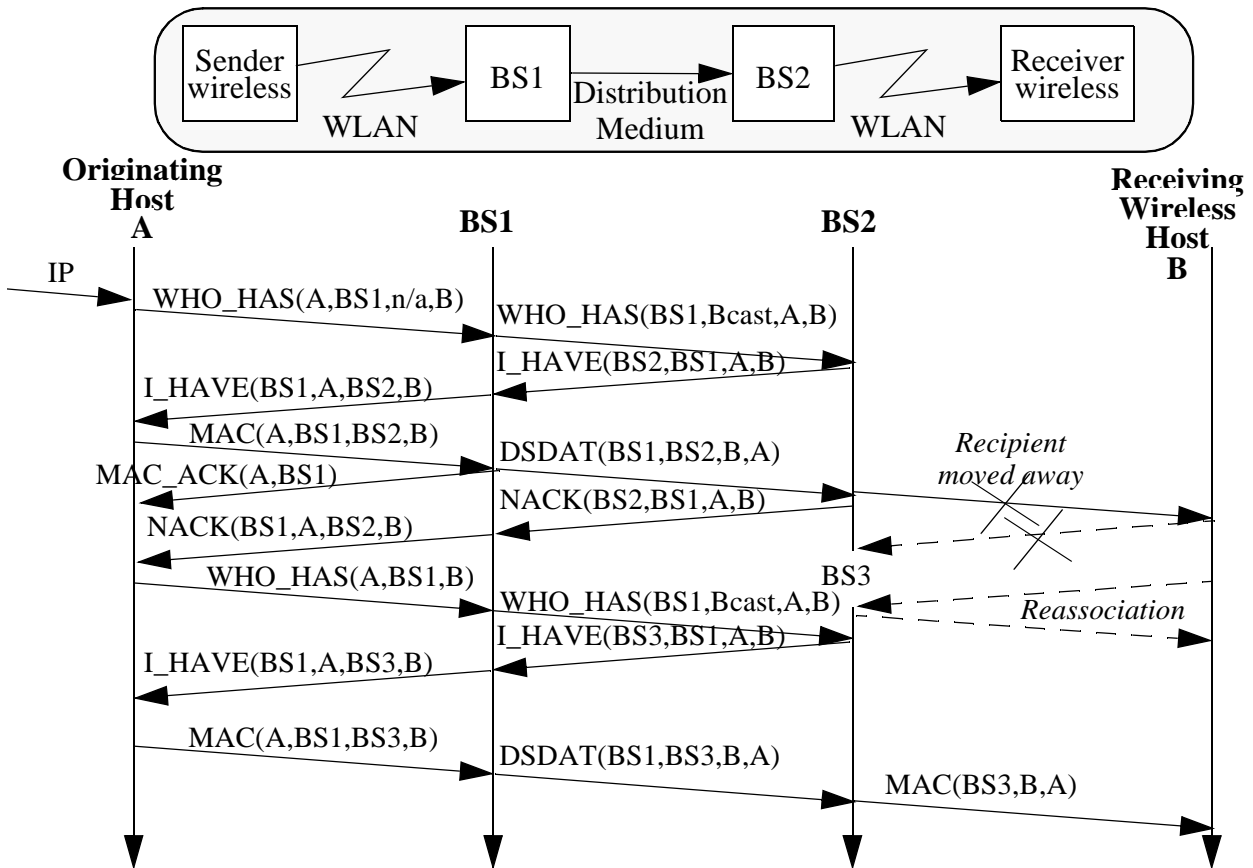 Sender
wireless
BS1
BS2
Receiver
wireless
Distribution
Medium
WLAN
WLAN
Originating
Host
A
BS1
BS2
Receiving
Wireless
Host
B
IP
WHO_HAS(A,BS1,n/a,B)
WHO_HAS(BS1,Bcast,A,B)
I_HAVE(BS2,BS1,A,B)
I_HAVE(BS1,A,BS2,B)
MAC(A,BS1,BS2,B)
DSDAT(BS1,BS2,B,A)
Recipient
moved away
MAC_ACK(A,BS1)
NACK(BS2,BS1,A,B)
NACK(BS1,A,BS2,B)
WHO_HAS(A,BS1,B)
BS3
WHO_HAS(BS1,Bcast,A,B)
Reassociation
I_HAVE(BS3,BS1,A,B)
I_HAVE(BS1,A,BS3,B)
MAC(A,BS1,BS3,B)
DSDAT(BS1,BS3,B,A)
MAC(BS3,B,A)